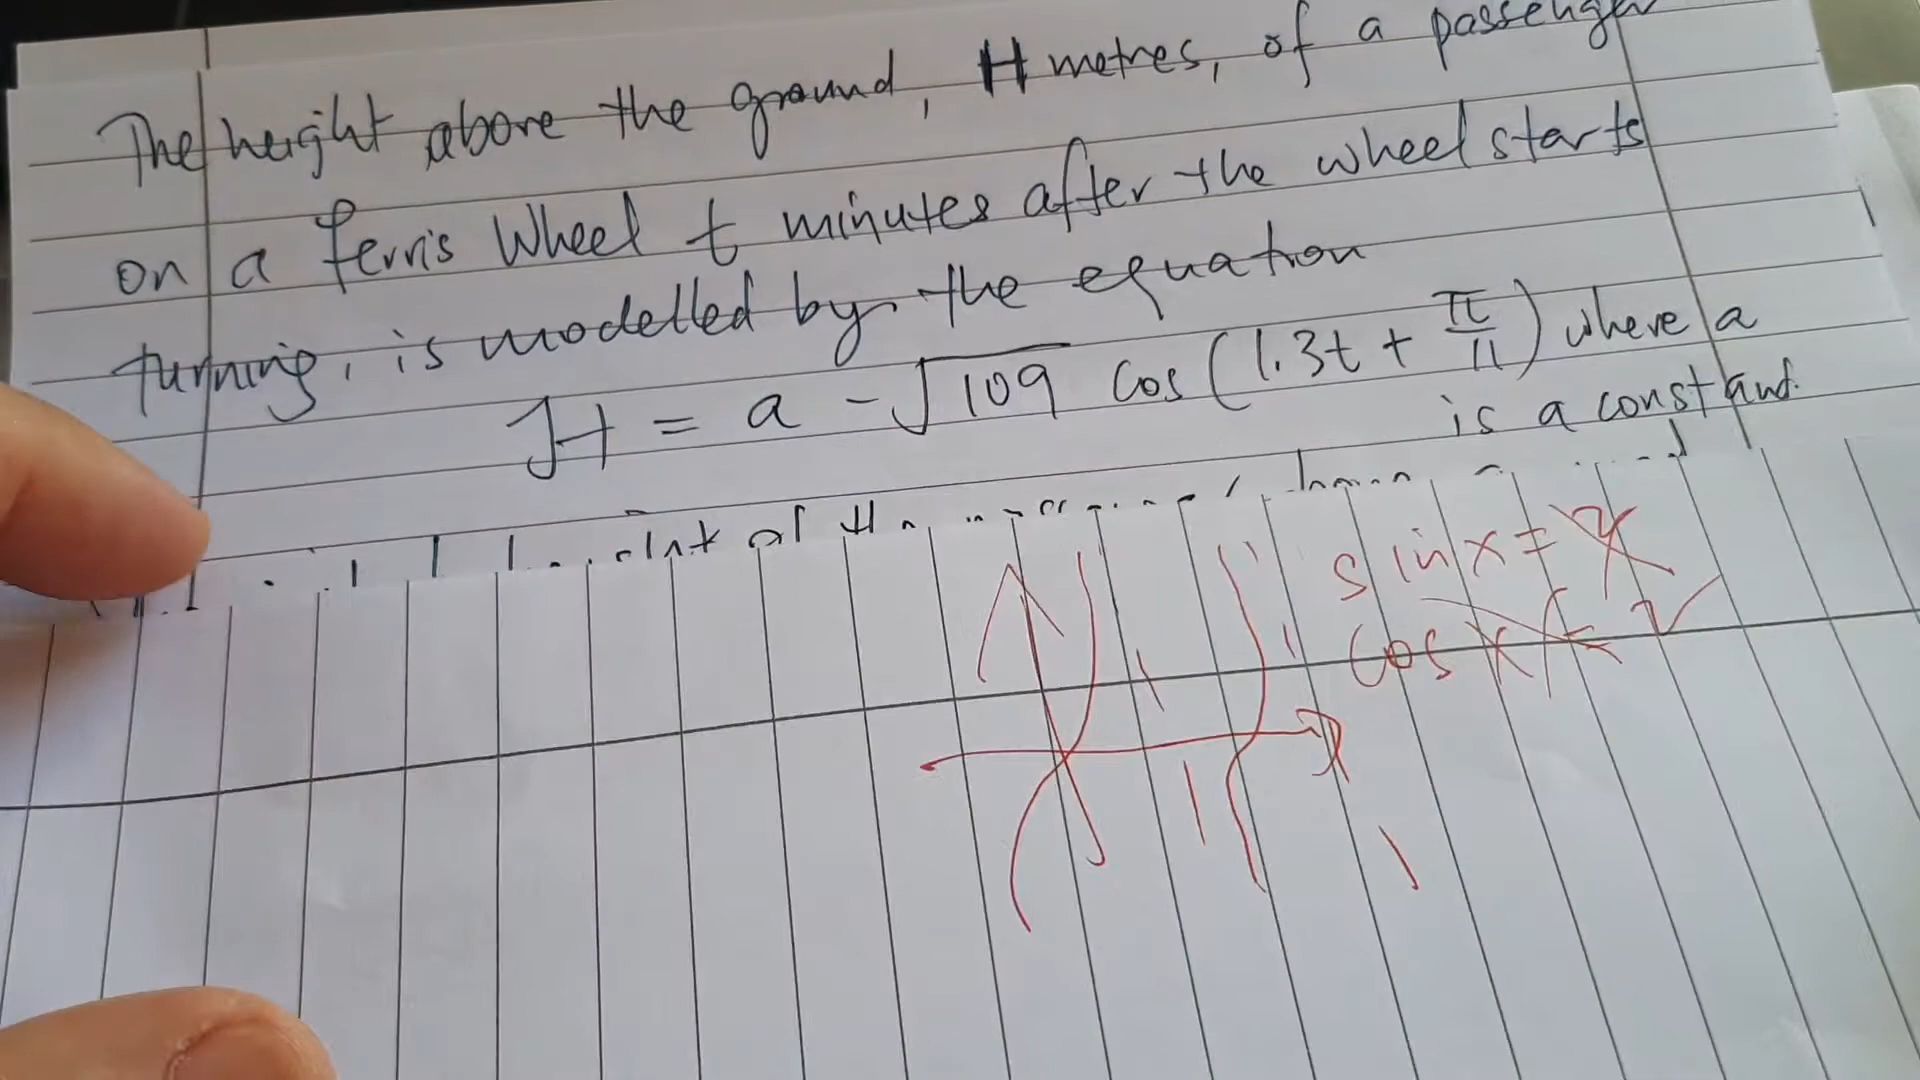 The height above the ground, H metres, of a passenger
on a ferris Wheel t minutes after the wheel starts
turning, is modelled by the equation
H = a - √109 cos(1.3t + π/11) where a
is a constant.
sin x =
cos x